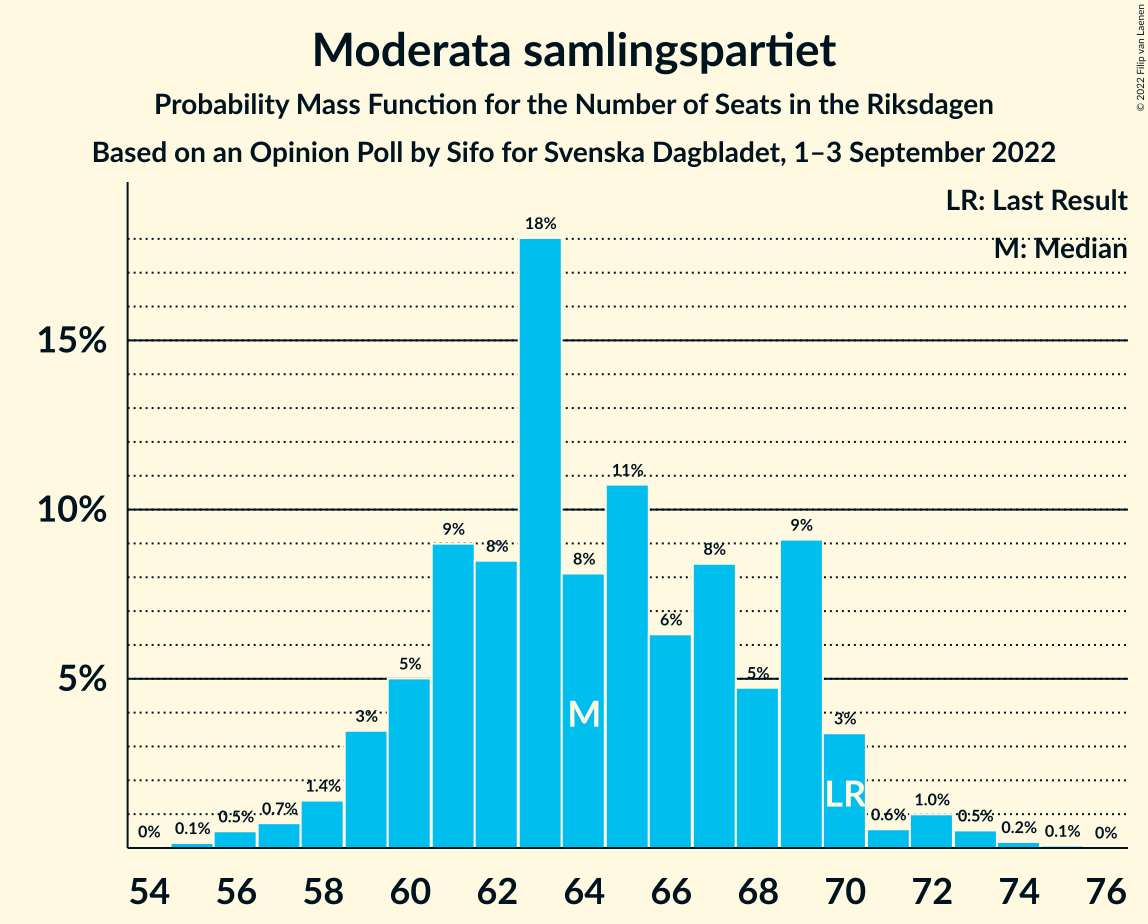 Moderata samlingspartiet
Probability Mass Function for the Number of Seats in the Riksdagen
Based on an Opinion Poll by Sifo for Svenska Dagbladet, 1–3 September 2022
© 2022 Filip van Laenen
LR: Last Result
M: Median
15%
10%
5%
0% 0.1% 0.5% 0.7% 1.4% 3% 5% 9% 8% 18% 8% 11% 6% 8% 5% 9% 3% 0.6% 1.0% 0.5% 0.2% 0.1% 0%
M
LR
54 56 58 60 62 64 66 68 70 72 74 76